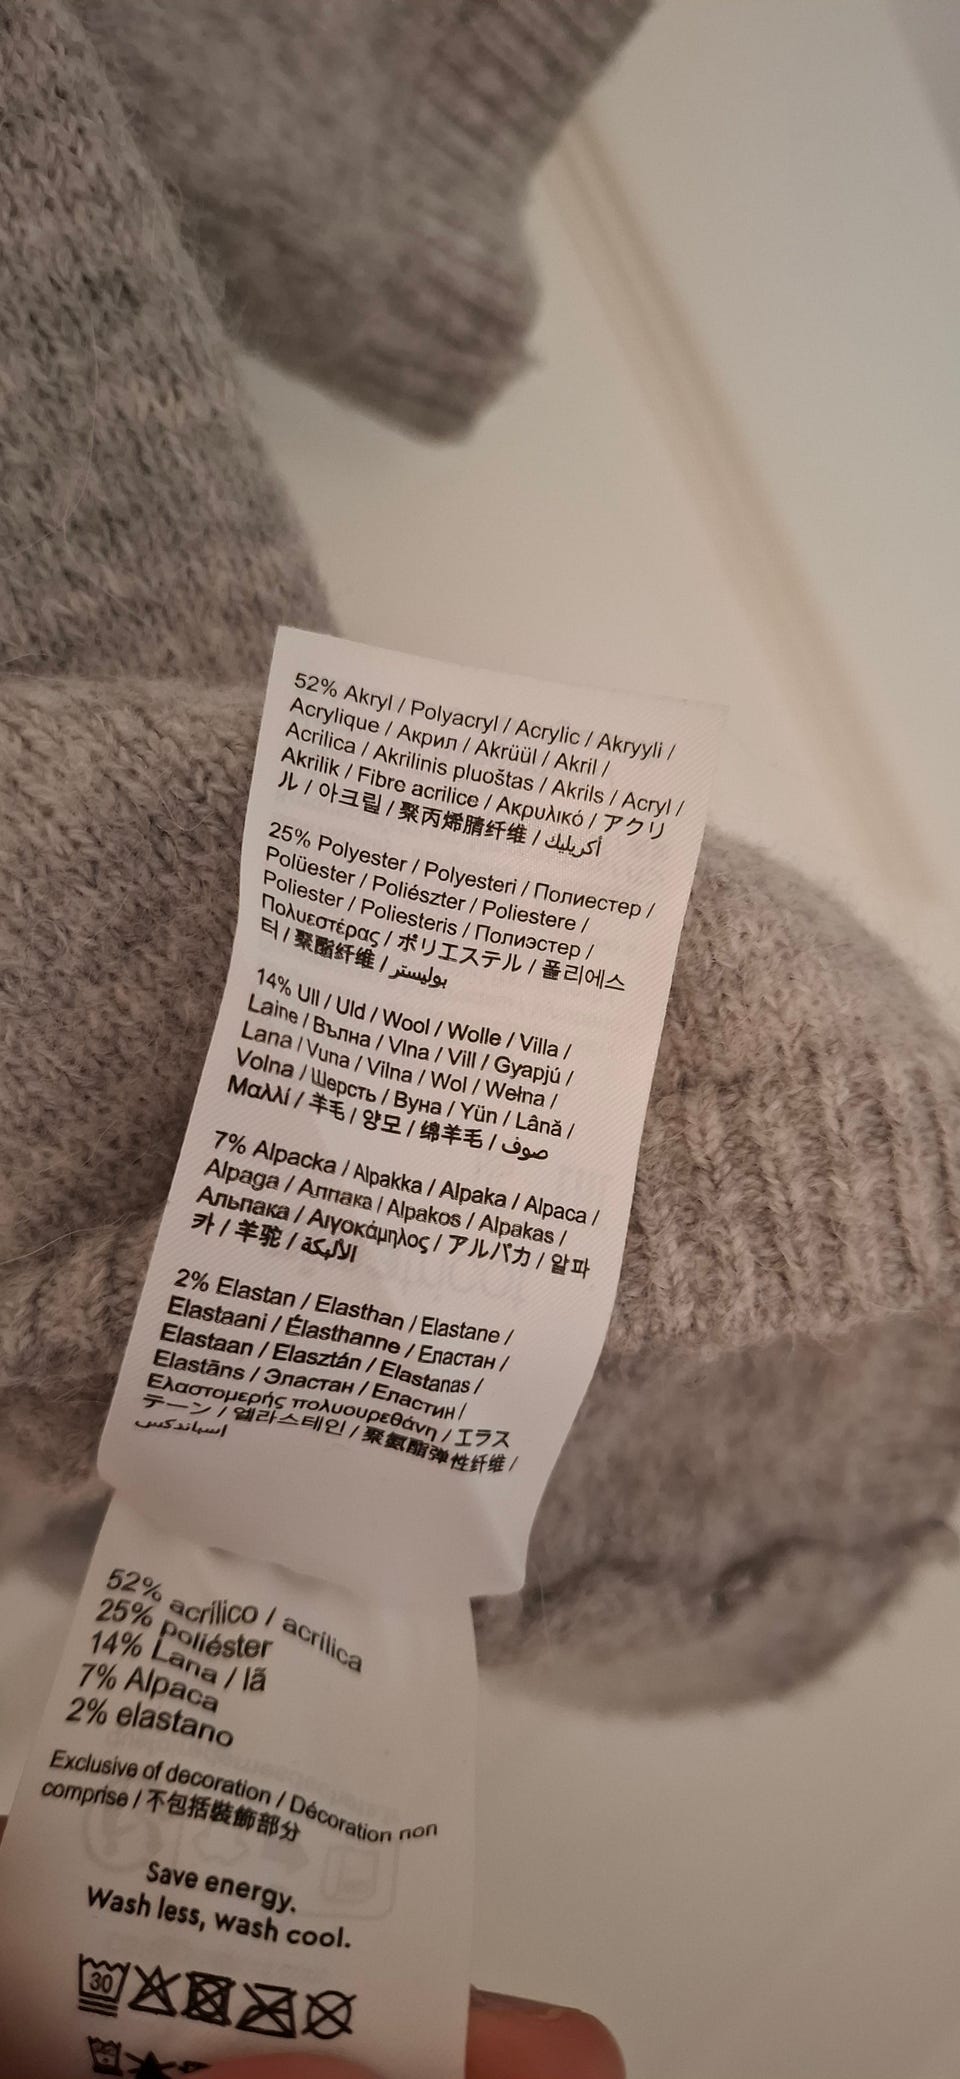 52% Akryl / Polyacryl / Acrylic / Akryyli /
Acrylique / Акрил / Akrüül / Akril /
Acrilica / Akrilinis pluoštas / Akrils / Acryl /
Akrilik / Fibre acrilice / Ακρυλικό / アクリ
ル / 아크릴 / 聚丙烯腈纤维 / أكريليك
25% Polyester / Polyesteri / Полиестер /
Polüester / Poliészter / Poliestere /
Poliester / Poliesteris / Полиэстер /
Πολυεστέρας / ポリエステル / 폴리에스
터 / 聚酯纤维 / بوليستر
14% Ull / Uld / Wool / Wolle / Villa /
Laine / Вълна / Vlna / Vill / Gyapjú /
Lana / Vuna / Vilna / Wol / Wełna /
Volna / Шерсть / Вуна / Yün / Lână /
Μαλλί / 羊毛 / 양모 / 绵羊毛 / صوف
7% Alpacka / Alpakka / Alpaka / Alpaca /
Alpaga / Алпака / Alpakos / Alpakas /
Альпака / Αιγοκάμηλος / アルパカ / 알파
카 / 羊驼 / الألبكة
2% Elastan / Elasthan / Elastane /
Elastaani / Élasthanne / Еластан /
Elastaan / Elasztán / Elastanas /
Elastāns / Эластан / Еластин /
Ελαστομερής πολυουρεθάνη / エラス
テーン / 엘라스테인 / 聚氨酯弹性纤维 /
اسباندكس
52% acrílico / acrílica
25% poliéster
14% Lana / lã
7% Alpaca
2% elastano
Exclusive of decoration / Décoration non
comprise / 不包括裝飾部分
Save energy.
Wash less, wash cool.
30